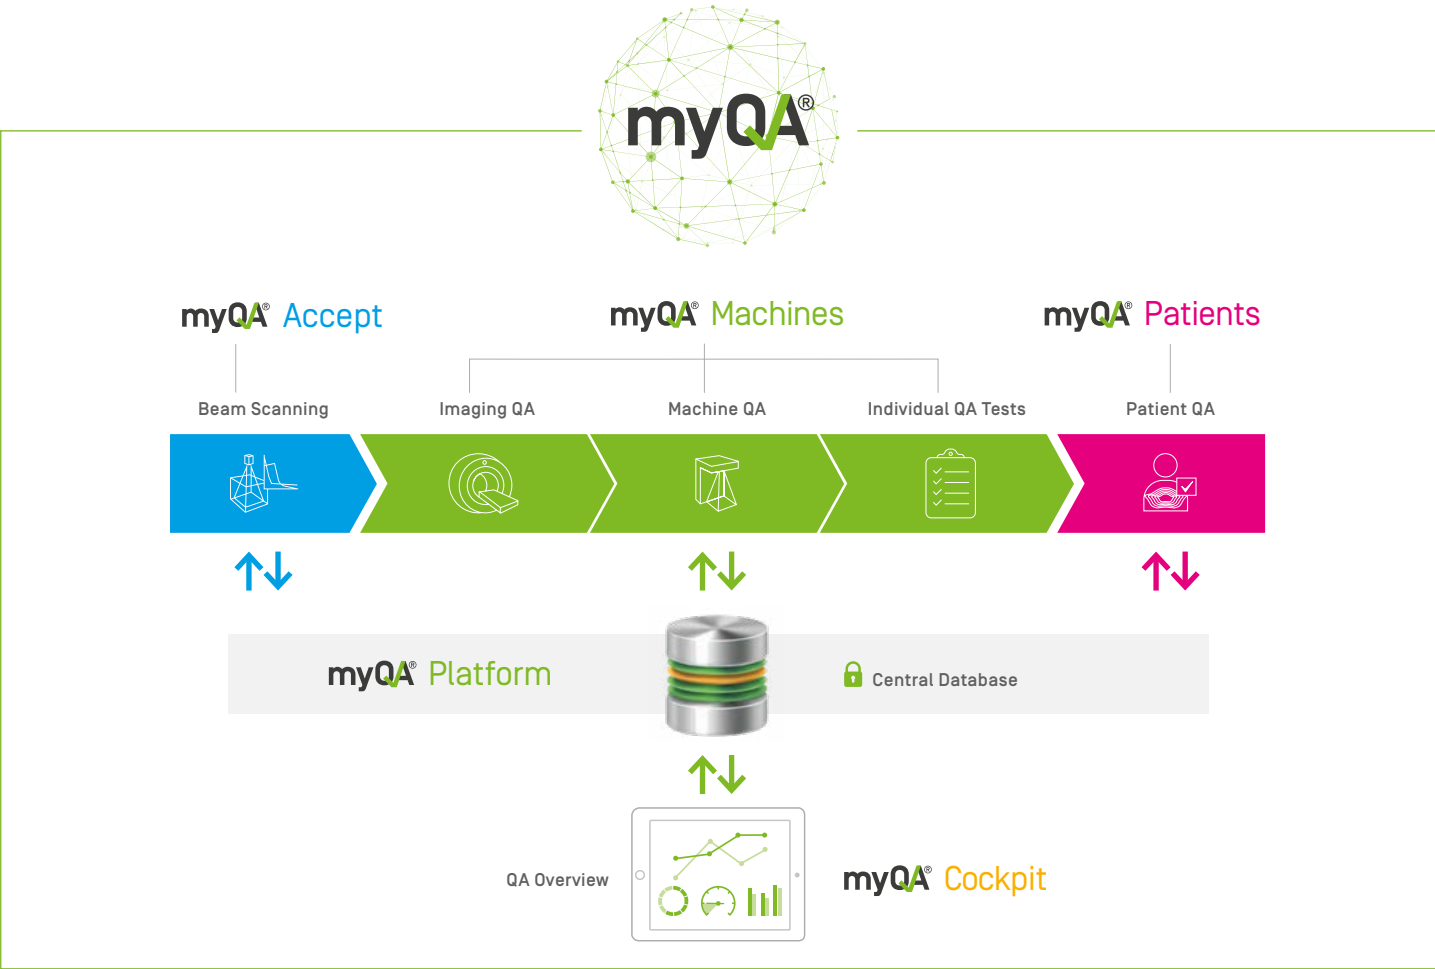 myQA®
myQA® Accept
myQA® Machines
myQA® Patients
Beam Scanning
Imaging QA
Machine QA
Individual QA Tests
Patient QA
myQA® Platform
Central Database
QA Overview
myQA® Cockpit